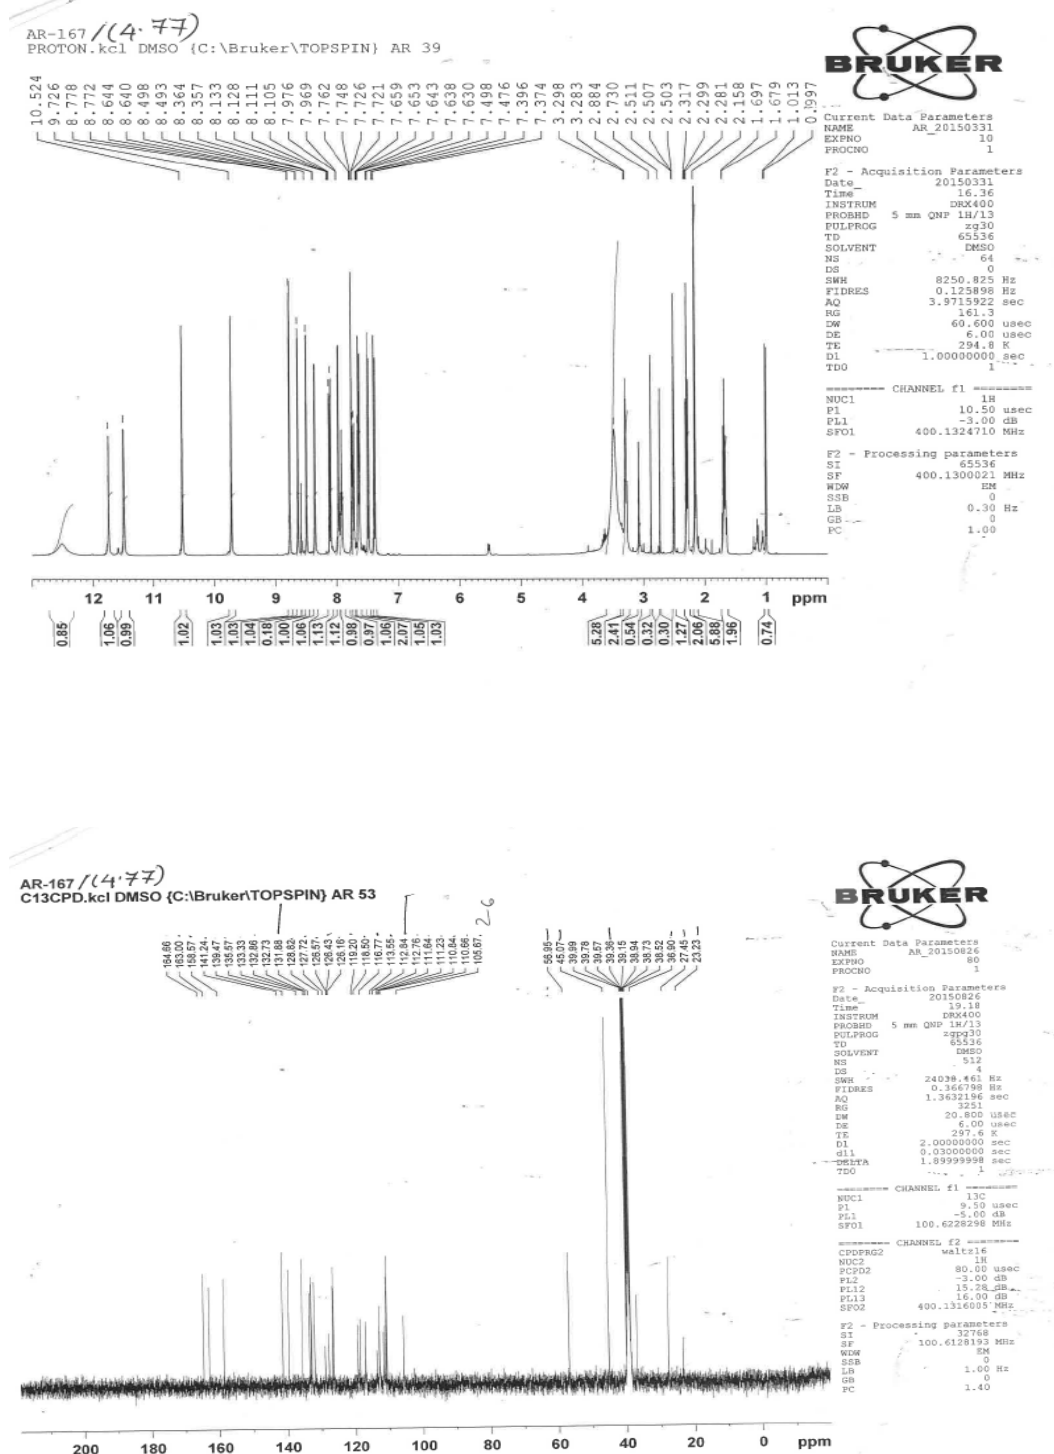 AR-167 /(4.77)
PROTON.kcl DMSO {C:\Bruker\TOPSPIN} AR 39
10.524
9.726
8.778
8.772
8.644
8.640
8.498
8.493
8.364
8.357
8.133
8.128
8.111
8.105
7.976
7.969
7.762
7.748
7.726
7.721
7.659
7.653
7.643
7.638
7.630
7.498
7.476
7.396
7.374
3.298
3.283
2.884
2.730
2.511
2.507
2.503
2.317
2.299
2.281
2.158
1.697
1.679
1.013
0.997
BRUKER
Current Data Parameters
NAME AR_20150331
EXPNO 10
PROCNO 1
F2 - Acquisition Parameters
Date_ 20150331
Time 16.36
INSTRUM DRX400
PROBHD 5 mm QNP 1H/13
PULPROG zg30
TD 65536
SOLVENT DMSO
NS 64
DS 0
SWH 8250.825 Hz
FIDRES 0.125898 Hz
AQ 3.9715922 sec
RG 161.3
DW 60.600 usec
DE 6.00 usec
TE 294.8 K
D1 1.00000000 sec
TD0 1
======== CHANNEL f1 ========
NUC1 1H
P1 10.50 usec
PL1 -3.00 dB
SFO1 400.1324710 MHz
F2 - Processing parameters
SI 65536
SF 400.1300021 MHz
WDW EM
SSB 0
LB 0.30 Hz
GB 0
PC 1.00
12 11 10 9 8 7 6 5 4 3 2 1 ppm
0.85
1.06
0.99
1.02
1.03
1.03
1.04
0.18
1.00
1.06
1.13
1.12
0.98
0.97
1.06
2.07
1.05
1.03
5.28
2.41
0.54
0.32
0.30
1.27
2.06
5.88
1.96
0.74
AR-167 /(4.77)
C13CPD.kcl DMSO {C:\Bruker\TOPSPIN} AR 53
26
164.66
163.00
158.57
141.24
139.47
135.57
133.33
132.86
132.73
131.88
128.62
127.72
126.57
126.43
126.16
119.20
118.50
116.77
113.55
112.84
112.76
111.64
111.23
110.84
110.66
105.67
56.95
45.07
39.99
39.78
39.57
39.36
39.15
38.94
38.73
38.52
36.90
27.45
23.23
BRUKER
Current Data Parameters
NAME AR_20150826
EXPNO 80
PROCNO 1
F2 - Acquisition Parameters
Date_ 20150826
Time 19.18
INSTRUM DRX400
PROBHD 5 mm QNP 1H/13
PULPROG zgpg30
TD 65536
SOLVENT DMSO
NS 512
DS 4
SWH 24038.461 Hz
FIDRES 0.366798 Hz
AQ 1.3632196 sec
RG 3251
DW 20.800 usec
DE 6.00 usec
TE 297.6 K
D1 2.00000000 sec
d11 0.03000000 sec
DELTA 1.89999998 sec
TD0 1
======== CHANNEL f1 ========
NUC1 13C
P1 9.50 usec
PL1 -5.00 dB
SFO1 100.6228298 MHz
======== CHANNEL f2 ========
CPDPRG2 waltz16
NUC2 1H
PCPD2 80.00 usec
PL2 -3.00 dB
PL12 15.28 dB
PL13 16.00 dB
SFO2 400.1316005 MHz
F2 - Processing parameters
SI 32768
SF 100.6128193 MHz
WDW EM
SSB 0
LB 1.00 Hz
GB 0
PC 1.40
200 180 160 140 120 100 80 60 40 20 0 ppm